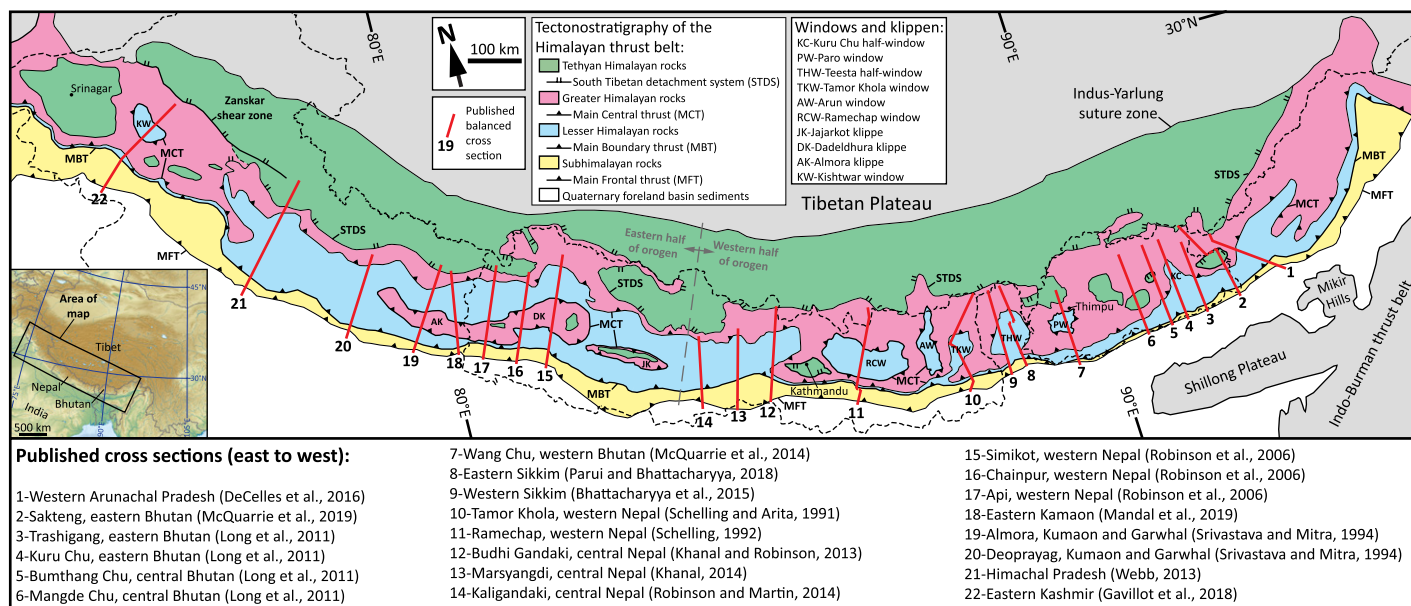 80°E
90°E
30°N
N
100 km
Published
balanced
cross
section
19
Tectonostratigraphy of the
Himalayan thrust belt:
Tethyan Himalayan rocks
South Tibetan detachment system (STDS)
Greater Himalayan rocks
Main Central thrust (MCT)
Lesser Himalayan rocks
Main Boundary thrust (MBT)
Subhimalayan rocks
Main Frontal thrust (MFT)
Quaternary foreland basin sediments
Windows and klippen:
KC-Kuru Chu half-window
PW-Paro window
THW-Teesta half-window
TKW-Tamor Khola window
AW-Arun window
RCW-Ramechap window
JK-Jajarkot klippe
DK-Dadeldhura klippe
AK-Almora klippe
KW-Kishtwar window
Srinagar
Zanskar
shear zone
KW
MCT
MBT
22
MFT
STDS
21
Indus-Yarlung
suture zone
Tibetan Plateau
Eastern half
of orogen
Western half
of orogen
STDS
STDS
STDS
MBT
MFT
MCT
1
Mikir
Hills
Indo-Burman thrust belt
Shillong Plateau
KC
Thimpu
PW
THW
TKW
AW
RCW
MCT
Kathmandu
MFT
MBT
MCT
JK
DK
AK
20
19
18
17
16
15
14
13
12
11
10
9
8
7
6
5
4
3
2
80°E
90°E
Area of
map
Tibet
Nepal
Bhutan
India
45°N
30°N
75°E
90°E
105°E
500 km
Published cross sections (east to west):
1-Western Arunachal Pradesh (DeCelles et al., 2016)
2-Sakteng, eastern Bhutan (McQuarrie et al., 2019)
3-Trashigang, eastern Bhutan (Long et al., 2011)
4-Kuru Chu, eastern Bhutan (Long et al., 2011)
5-Bumthang Chu, central Bhutan (Long et al., 2011)
6-Mangde Chu, central Bhutan (Long et al., 2011)
7-Wang Chu, western Bhutan (McQuarrie et al., 2014)
8-Eastern Sikkim (Parui and Bhattacharyya, 2018)
9-Western Sikkim (Bhattacharyya et al., 2015)
10-Tamor Khola, western Nepal (Schelling and Arita, 1991)
11-Ramechap, western Nepal (Schelling, 1992)
12-Budhi Gandaki, central Nepal (Khanal and Robinson, 2013)
13-Marsyangdi, central Nepal (Khanal, 2014)
14-Kaligandaki, central Nepal (Robinson and Martin, 2014)
15-Simikot, western Nepal (Robinson et al., 2006)
16-Chainpur, western Nepal (Robinson et al., 2006)
17-Api, western Nepal (Robinson et al., 2006)
18-Eastern Kamaon (Mandal et al., 2019)
19-Almora, Kumaon and Garwhal (Srivastava and Mitra, 1994)
20-Deoprayag, Kumaon and Garwhal (Srivastava and Mitra, 1994)
21-Himachal Pradesh (Webb, 2013)
22-Eastern Kashmir (Gavillot et al., 2018)